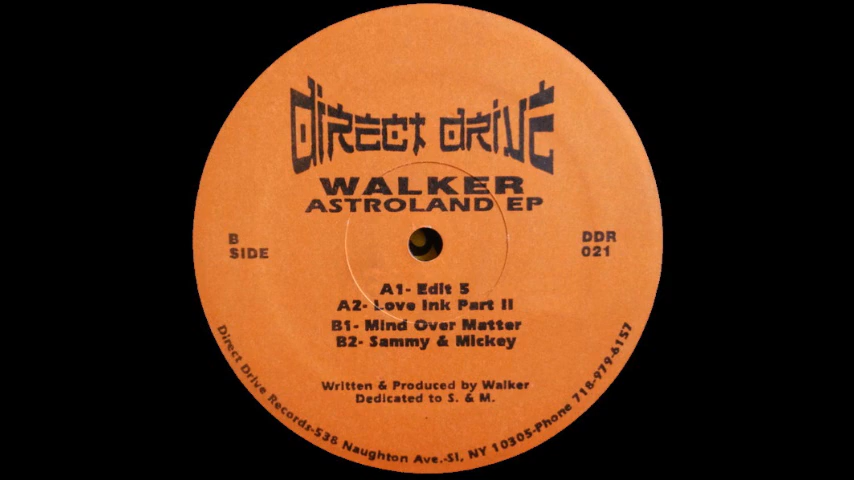 DIRECT DRIVE
WALKER
ASTROLAND EP
B
SIDE
DDR
021
A1- Edit 5
A2- Love Ink Part II
B1- Mind Over Matter
B2- Sammy & Mickey
Written & Produced by Walker
Dedicated to S. & M.
Direct Drive Records-538 Naughton Ave.-SI, NY 10305-Phone 718-979-6157